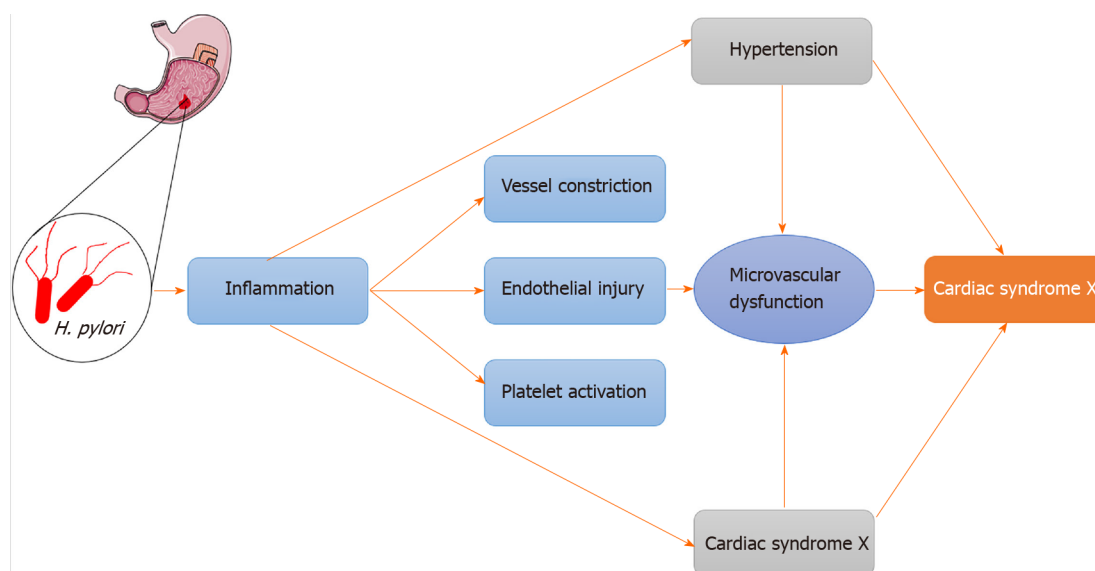 Hypertension
Vessel constriction
H. pylori
Inflammation
Endothelial injury
Microvascular
dysfunction
Cardiac syndrome X
Platelet activation
Cardiac syndrome X